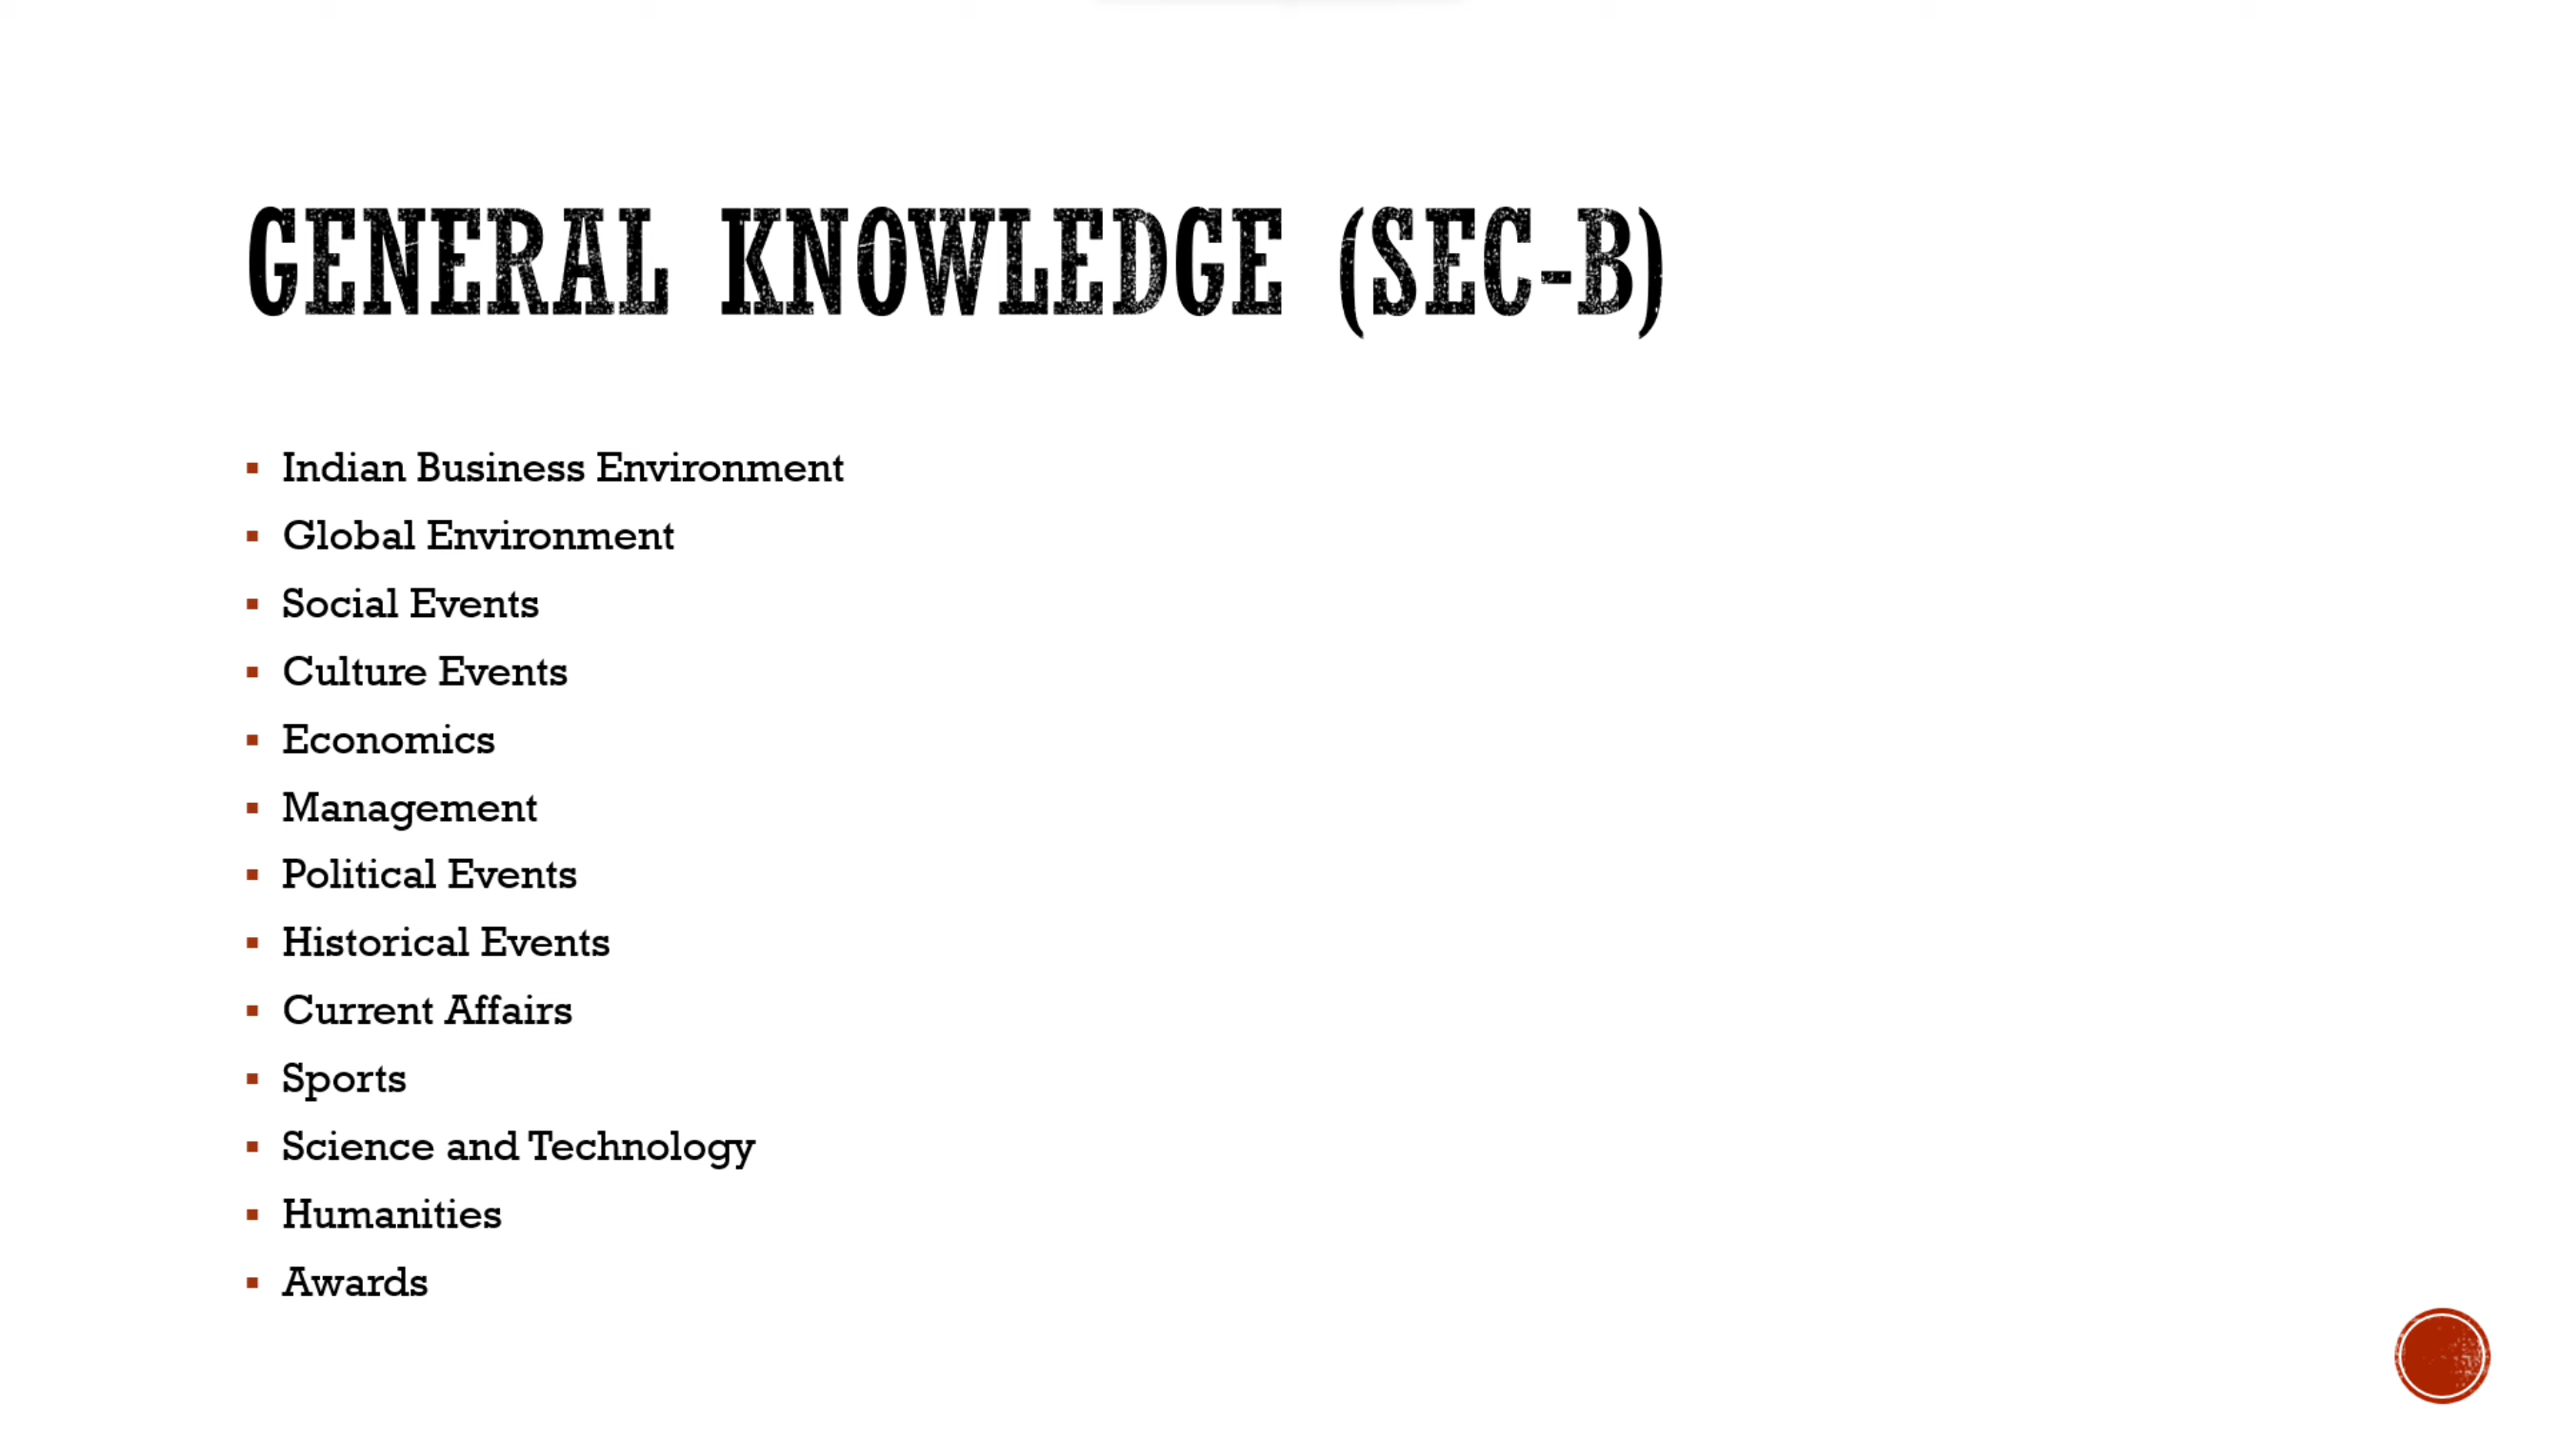 GENERAL KNOWLEDGE (SEC-B)
▪ Indian Business Environment
▪ Global Environment
▪ Social Events
▪ Culture Events
▪ Economics
▪ Management
▪ Political Events
▪ Historical Events
▪ Current Affairs
▪ Sports
▪ Science and Technology
▪ Humanities
▪ Awards